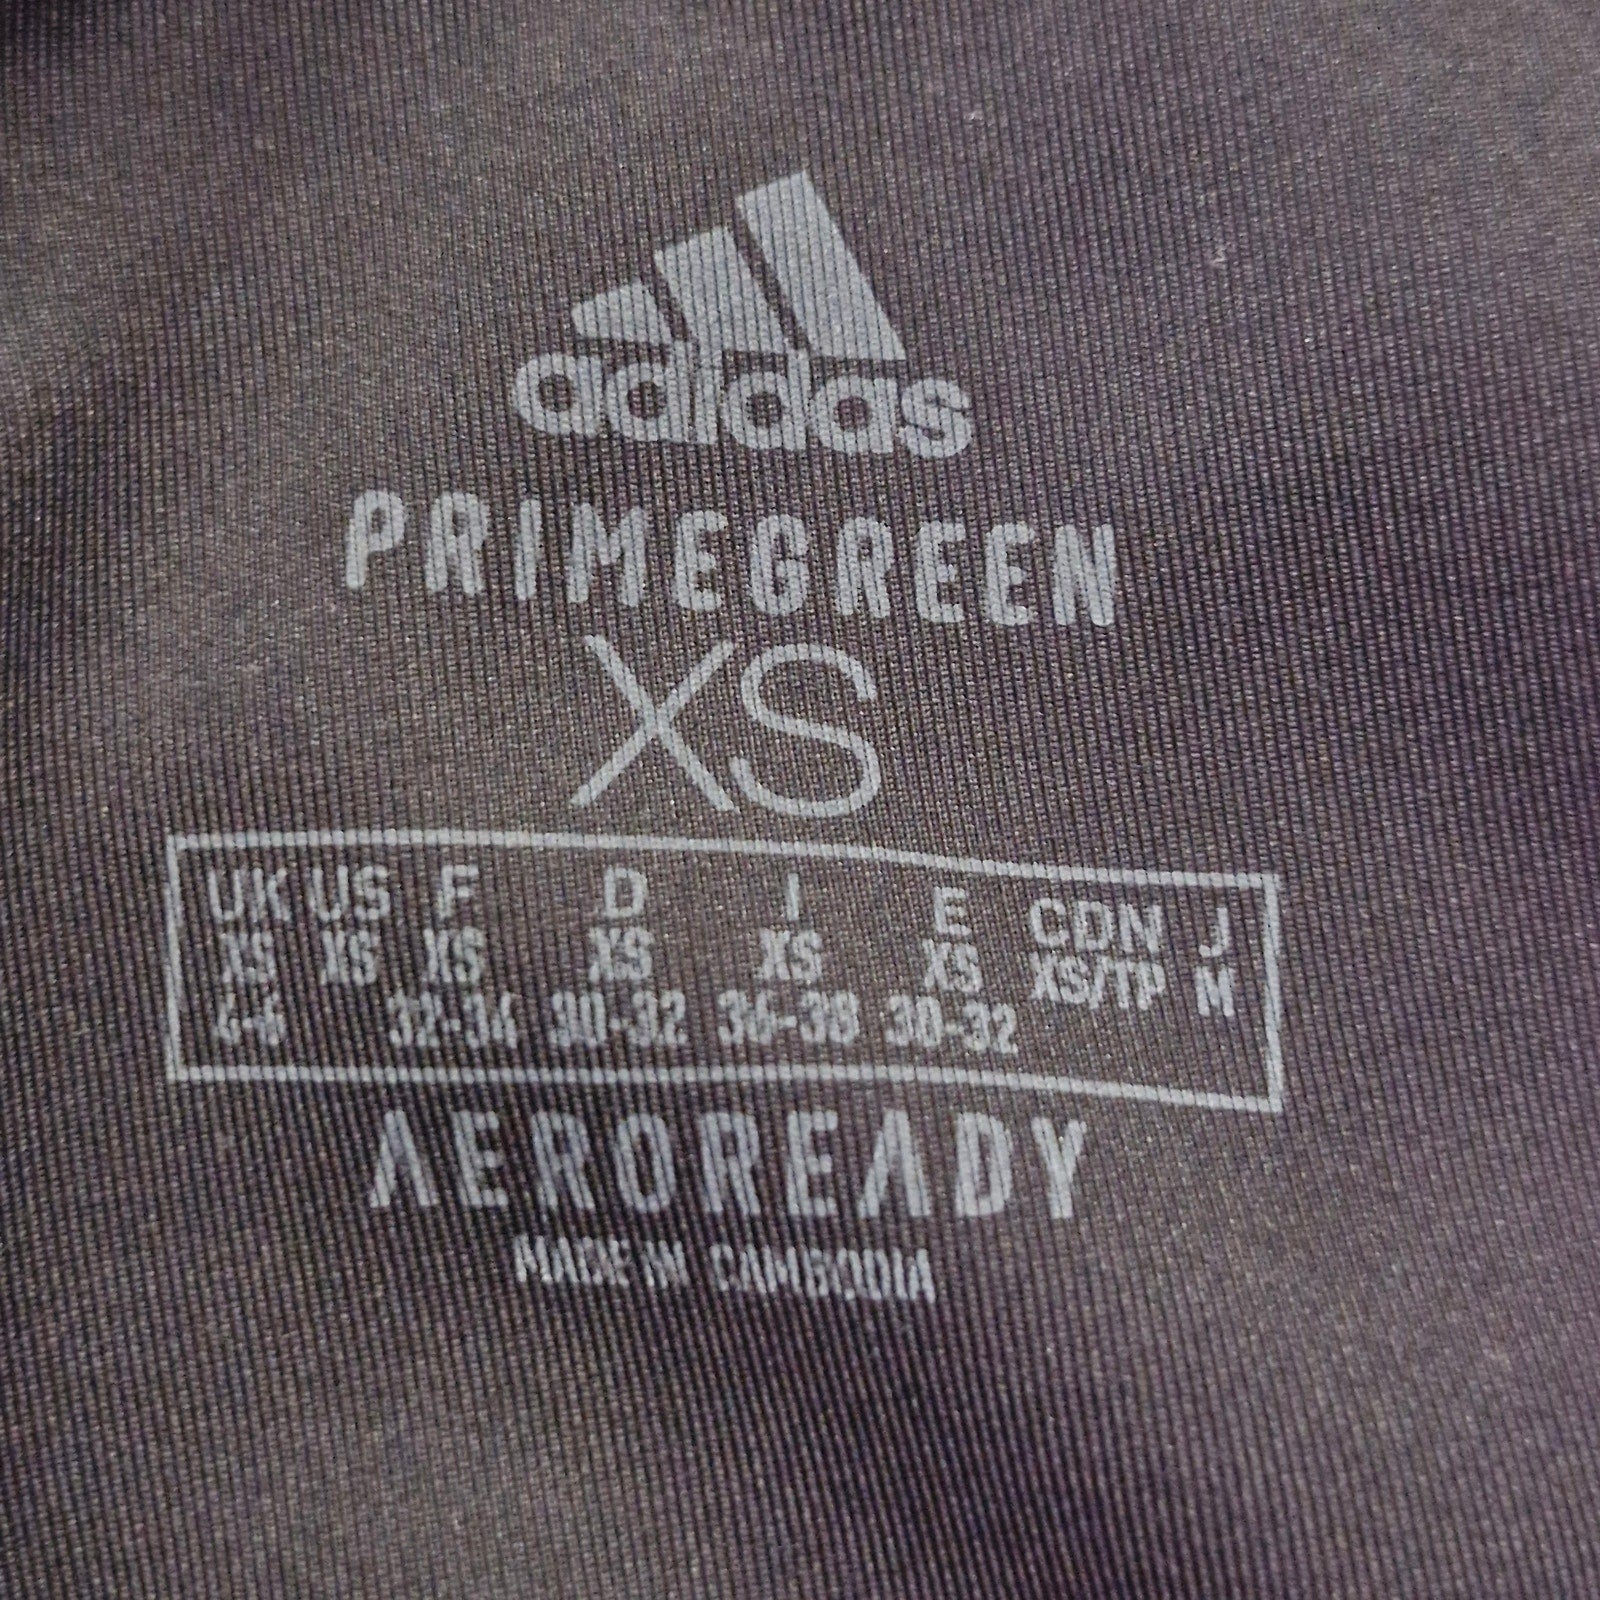 adidas
PRIMEGREEN
XS
UK US F D I E CDN J
XS XS XS XS XS XS XS/TP M
4-6 32-34 30-32 36-38 30-32
AEROREADY
MADE IN CAMBODIA